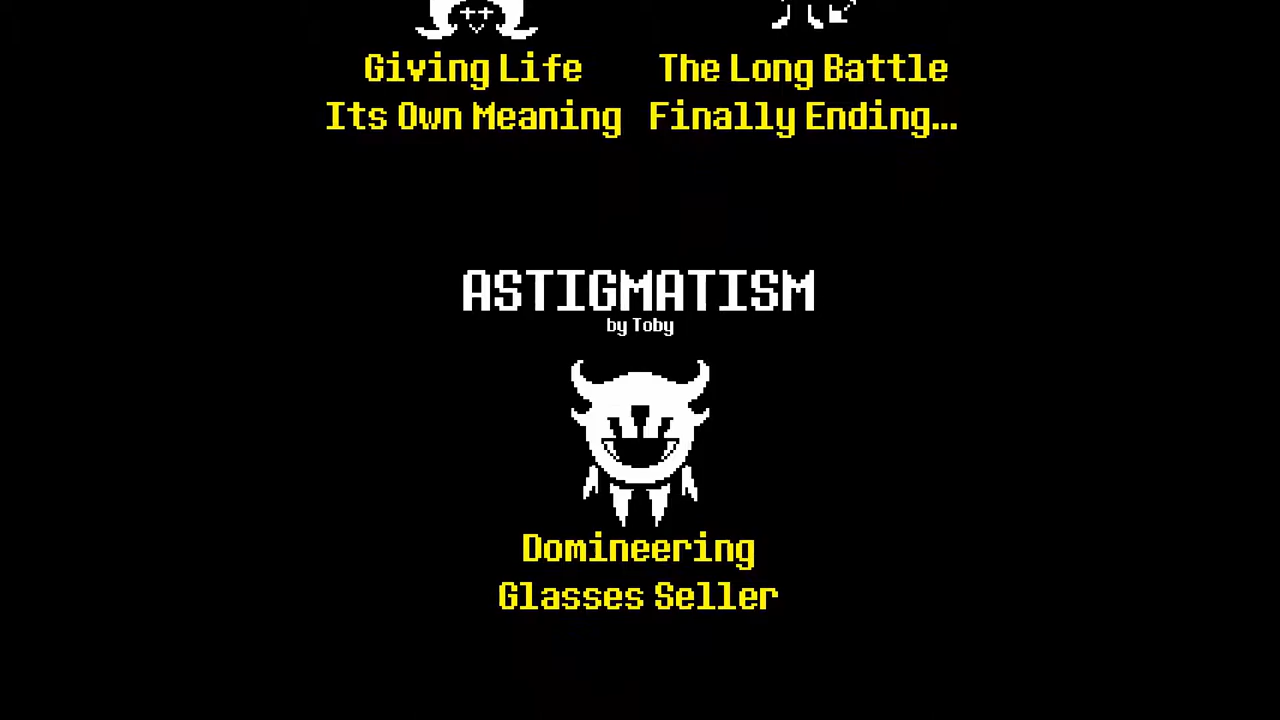 Giving Life
Its Own Meaning
The Long Battle
Finally Ending...
ASTIGMATISM
by Toby
Domineering
Glasses Seller